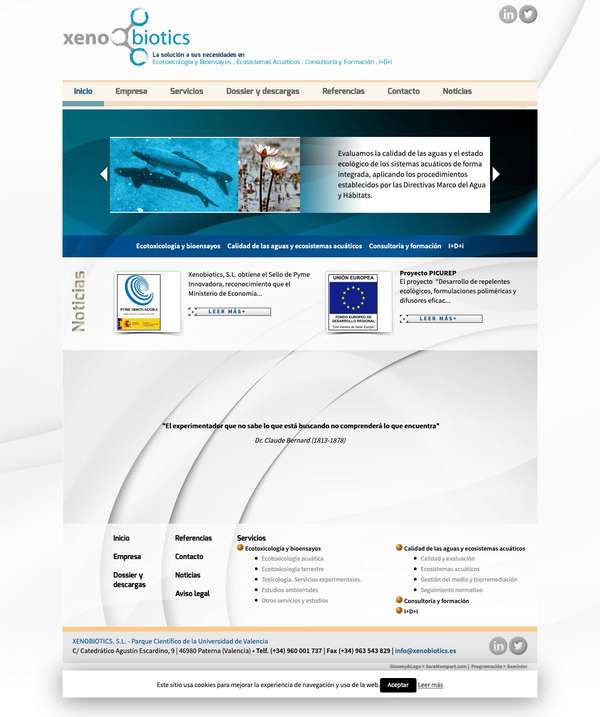 xenobiotics
La solución a sus necesidades en
Ecotoxicología y Bioensayos , Ecosistemas Acuáticos , Consultoría y Formación , I+D+i
Inicio Empresa Servicios Dossier y descargas Referencias Contacto Noticias
Evaluamos la calidad de las aguas y el estado
ecológico de los sistemas acuáticos de forma
integrada, aplicando los procedimientos
establecidos por las Directivas Marco del Agua
y Hábitats.
Ecotoxicología y bioensayos Calidad de las aguas y ecosistemas acuáticos Consultoría y formación I+D+i
Noticias
PYME INNOVADORA
Xenobiotics, S.L. obtiene el Sello de Pyme
Innovadora, reconocimiento que el
Ministerio de Economía...
LEER MÁS+
UNIÓN EUROPEA
FONDO EUROPEO DE
DESARROLLO REGIONAL
"Una manera de hacer Europa"
Proyecto PICUREP
El proyecto "Desarrollo de repelentes
ecológicos, formulaciones poliméricas y
difusores eficac...
LEER MÁS+
"El experimentador que no sabe lo que está buscando no comprenderá lo que encuentra"
Dr. Claude Bernard (1813-1878)
Inicio
Empresa
Dossier y
descargas
Referencias
Contacto
Noticias
Aviso legal
Servicios
Ecotoxicología y bioensayos
Ecotoxicología acuática
Ecotoxicología terrestre
Toxicología. Servicios experimentales.
Estudios ambientales
Otros servicios y estudios
Calidad de las aguas y ecosistemas acuáticos
Calidad y evaluación
Ecosistemas acuáticos
Gestión del medio y biorremediación
Seguimiento normativo
Consultoría y formación
I+D+i
XENOBIOTICS. S.L. - Parque Científico de la Universidad de Valencia
C/ Catedrático Agustín Escardino, 9 | 46980 Paterna (Valencia) • Telf. (+34) 960 001 737 | Fax (+34) 963 543 829 | info@xenobiotics.es
Disseny&Logo > SaraMompart.com | Programación > Geminter
Este sitio usa cookies para mejorar la experiencia de navegación y uso de la web. Aceptar Leer más